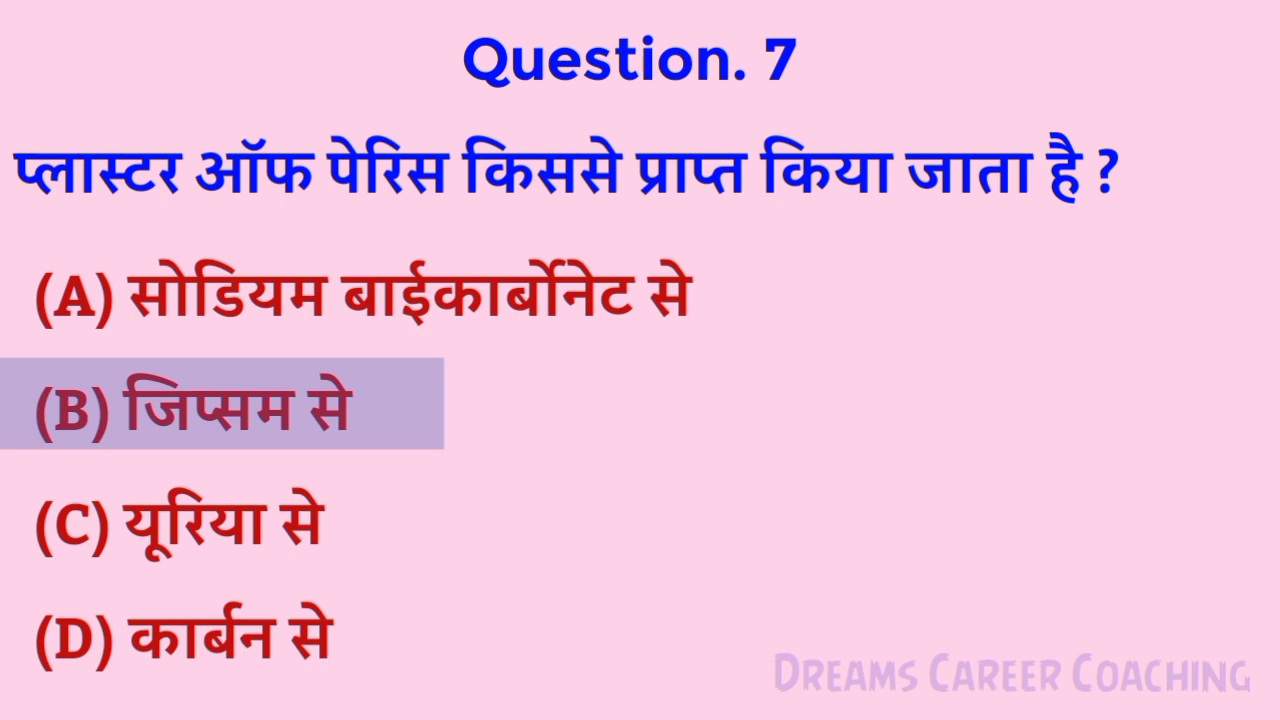 Question. 7
प्लास्टर ऑफ पेरिस किससे प्राप्त किया जाता है ?
(A) सोडियम बाईकार्बोनेट से
(B) जिप्सम से
(C) यूरिया से
(D) कार्बन से
DREAMS CAREER COACHING